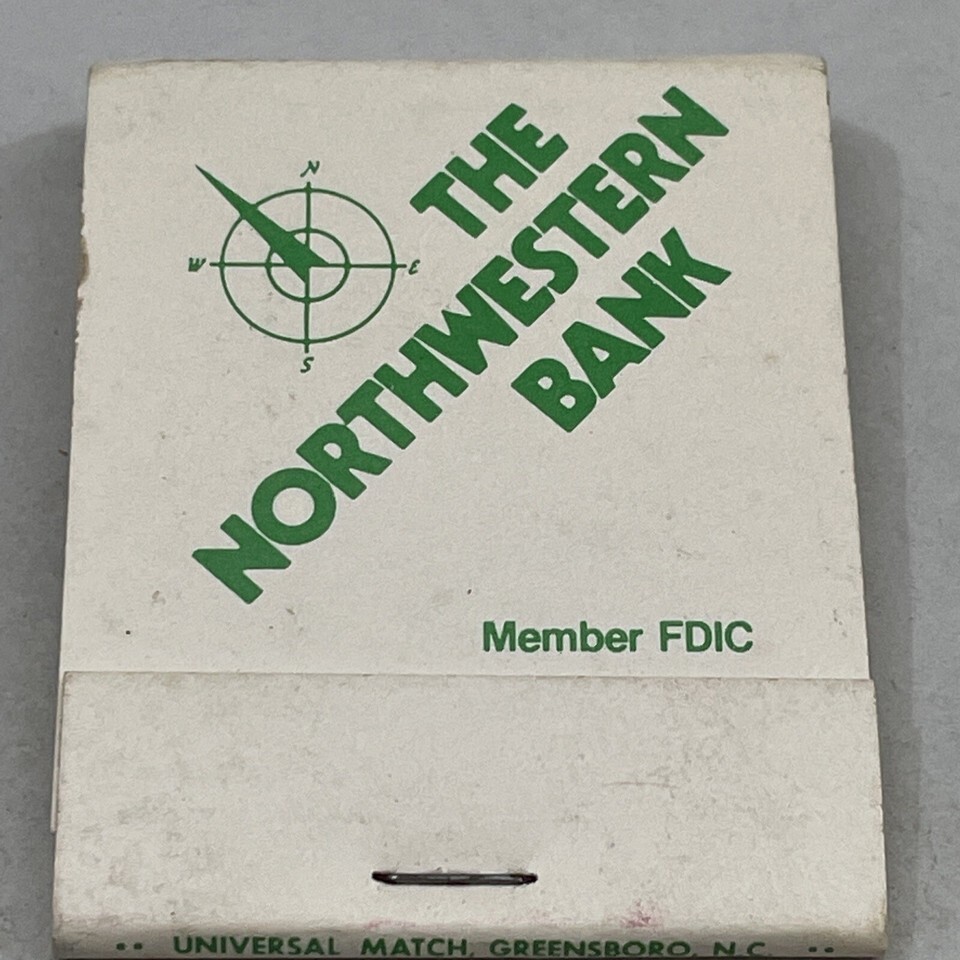 N
W E
S
THE
NORTHWESTERN
BANK
Member FDIC
•• UNIVERSAL MATCH, GREENSBORO, N.C. ••